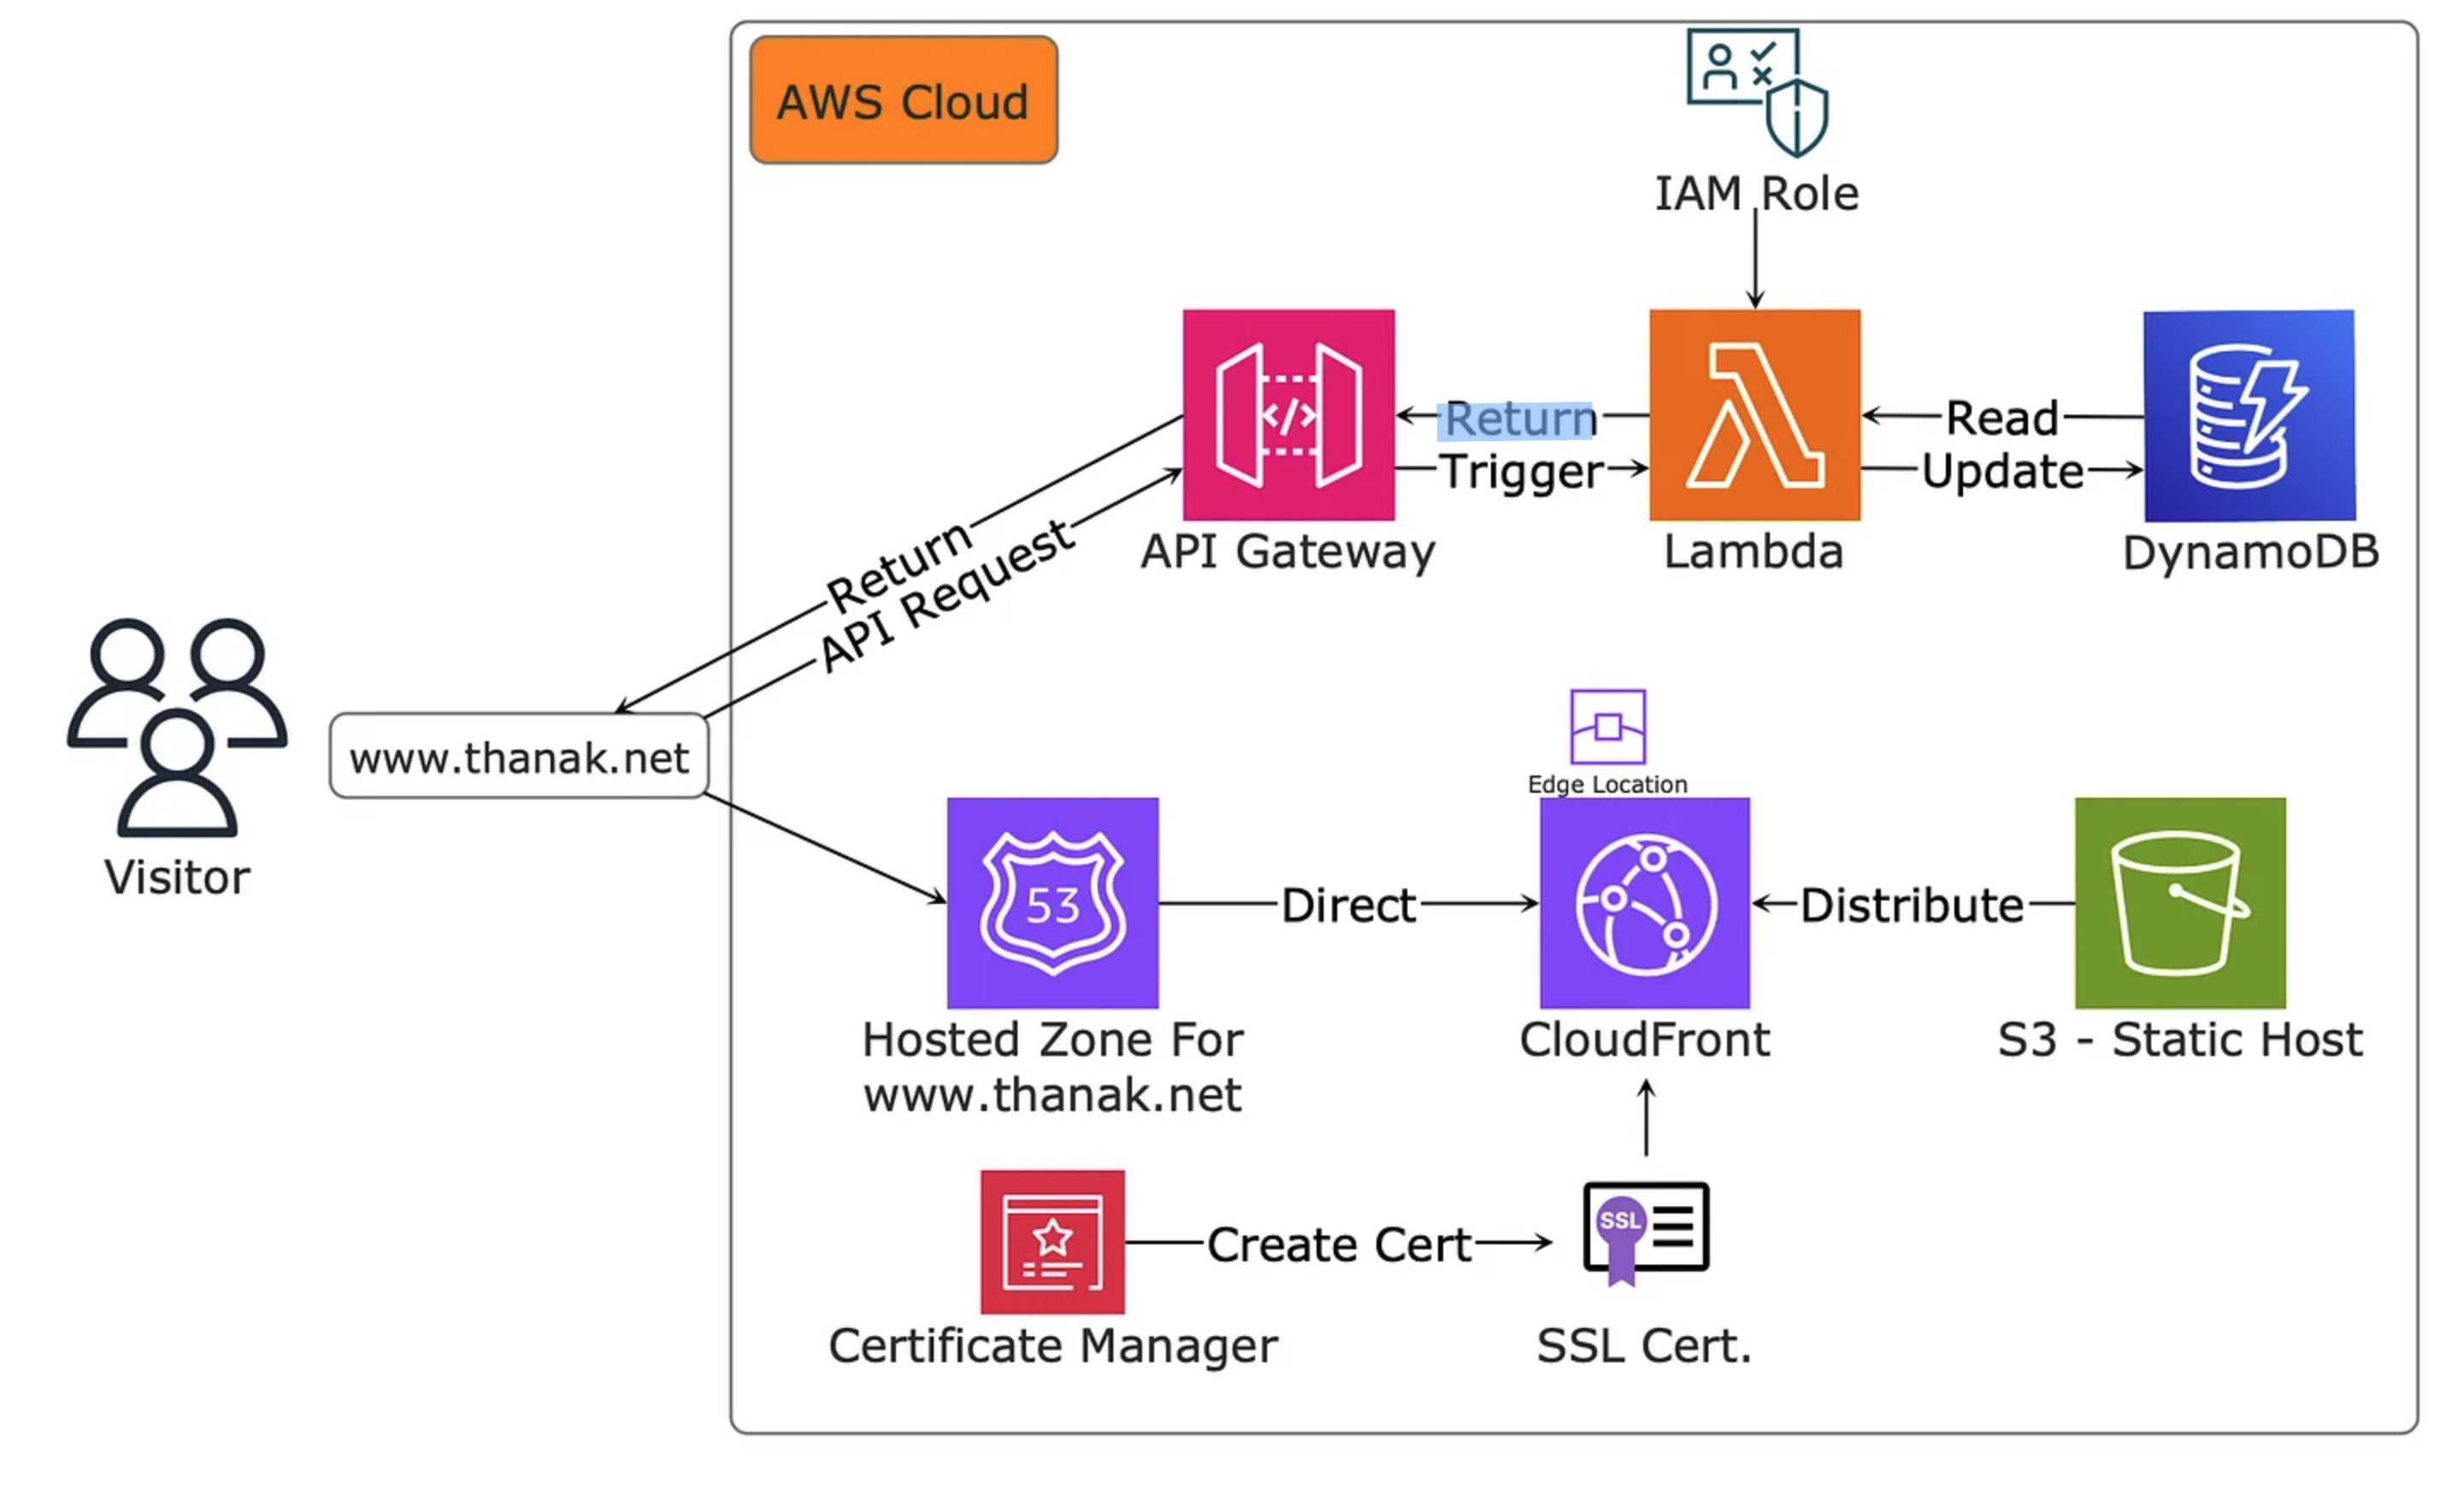 AWS Cloud
IAM Role
Return
Trigger
Read
Update
API Gateway
Lambda
DynamoDB
Return
API Request
Visitor
www.thanak.net
Edge Location
53
Direct
Distribute
Hosted Zone For
www.thanak.net
CloudFront
S3 - Static Host
Create Cert
SSL
Certificate Manager
SSL Cert.